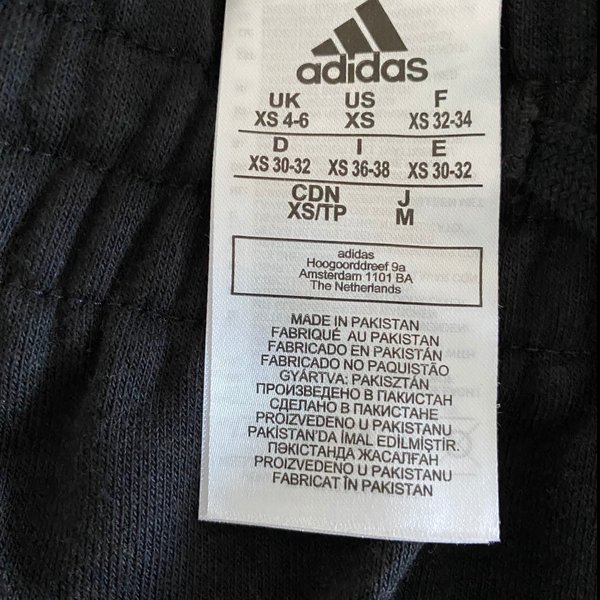 adidas
UK US F
XS 4-6 XS XS 32-34
D I E
XS 30-32 XS 36-38 XS 30-32
CDN J
XS/TP M
adidas
Hoogoorddreef 9a
Amsterdam 1101 BA
The Netherlands
MADE IN PAKISTAN
FABRIQUÉ AU PAKISTAN
FABRICADO EN PAKISTÁN
FABRICADO NO PAQUISTÃO
GYÁRTVA: PAKISZTÁN
ПРОИЗВЕДЕНО В ПАКИСТАН
СДЕЛАНО В ПАКИСТАНЕ
PROIZVEDENO U PAKISTANU
PAKİSTAN'DA İMAL EDİLMİŞTİR.
ПӘКІСТАНДА ЖАСАЛҒАН
PROIZVEDENO U PAKISTANU
FABRICAT ÎN PAKISTAN